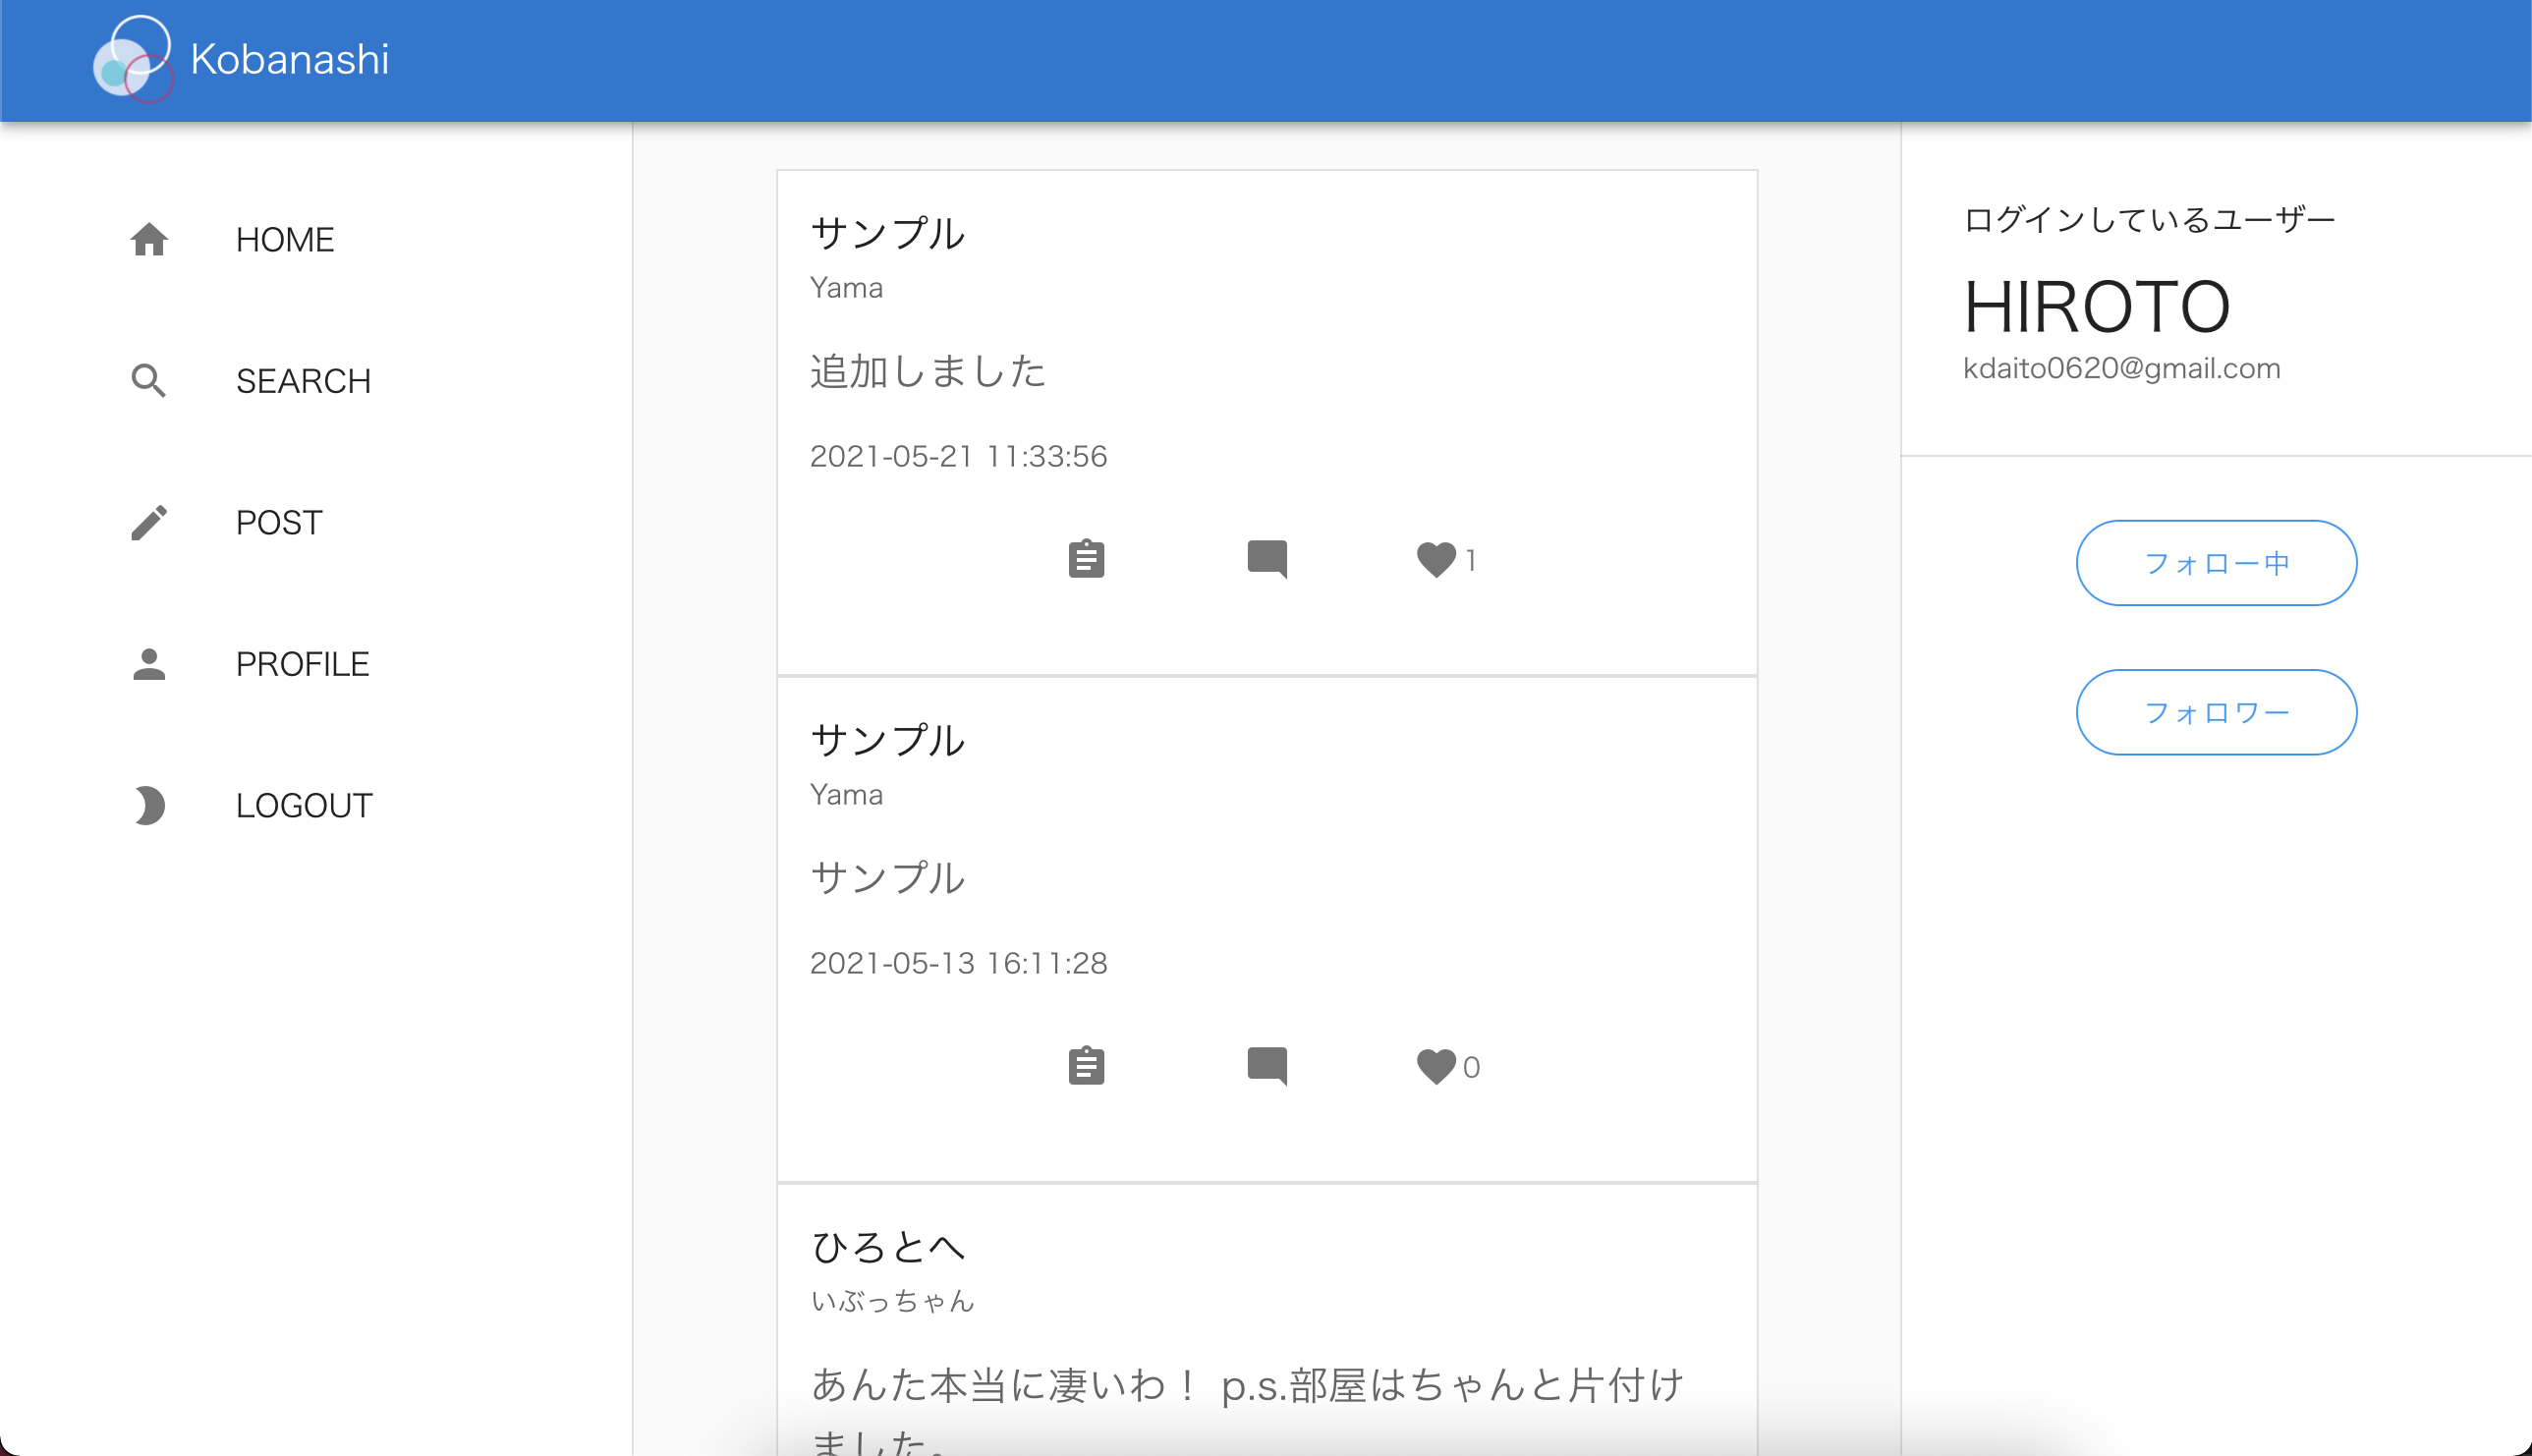 Kobanashi
HOME
SEARCH
POST
PROFILE
LOGOUT
サンプル
Yama
追加しました
2021-05-21 11:33:56
1
サンプル
Yama
サンプル
2021-05-13 16:11:28
0
ひろとへ
いぶっちゃん
あんた本当に凄いわ！ p.s.部屋はちゃんと片付け
ました。
ログインしているユーザー
HIROTO
kdaito0620@gmail.com
フォロー中
フォロワー